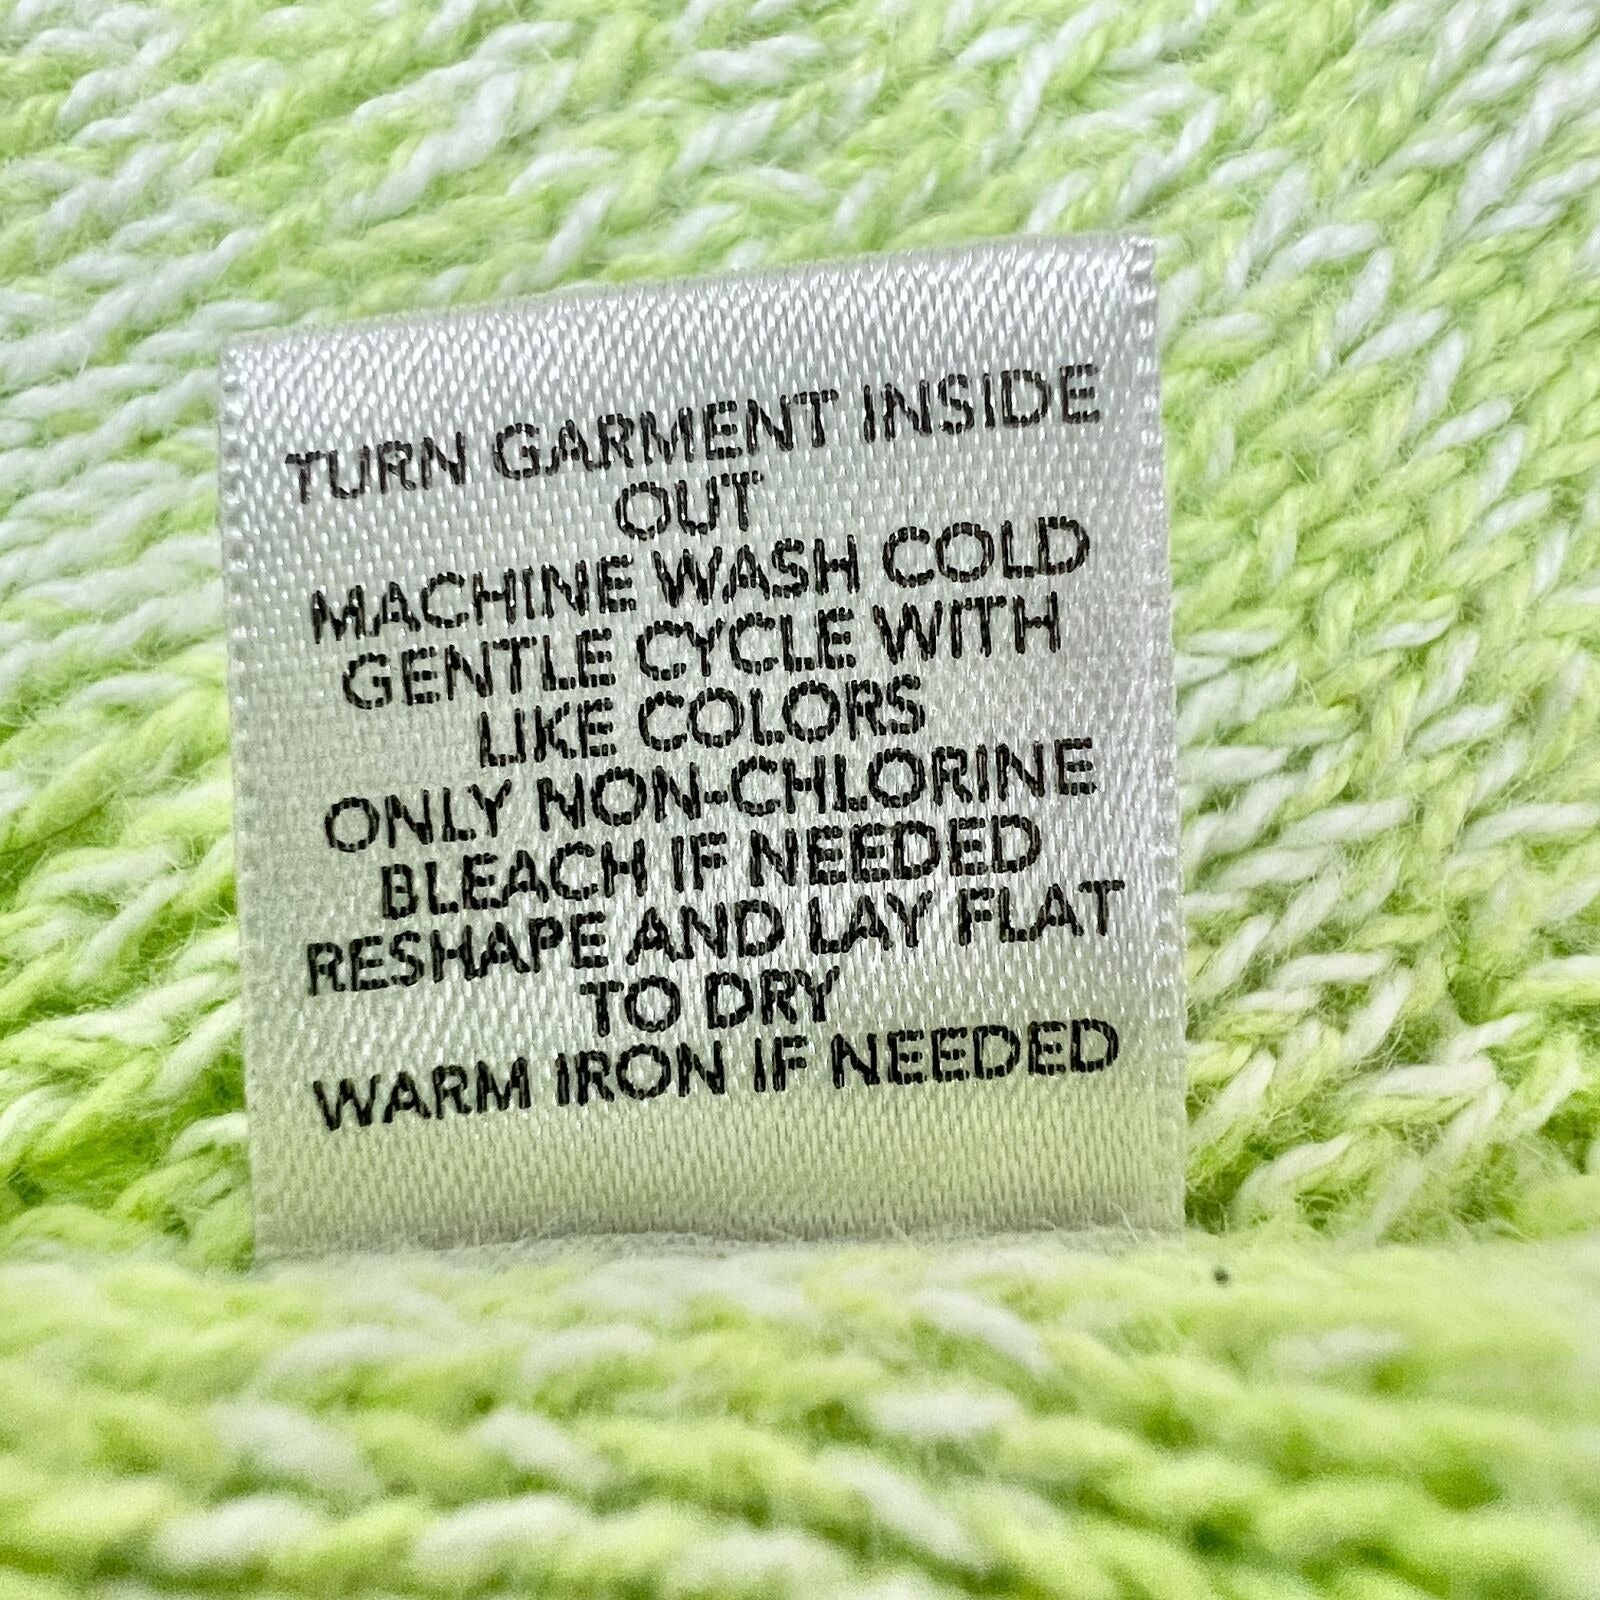 TURN GARMENT INSIDE
OUT
MACHINE WASH COLD
GENTLE CYCLE WITH
LIKE COLORS
ONLY NON-CHLORINE
BLEACH IF NEEDED
RESHAPE AND LAY FLAT
TO DRY
WARM IRON IF NEEDED